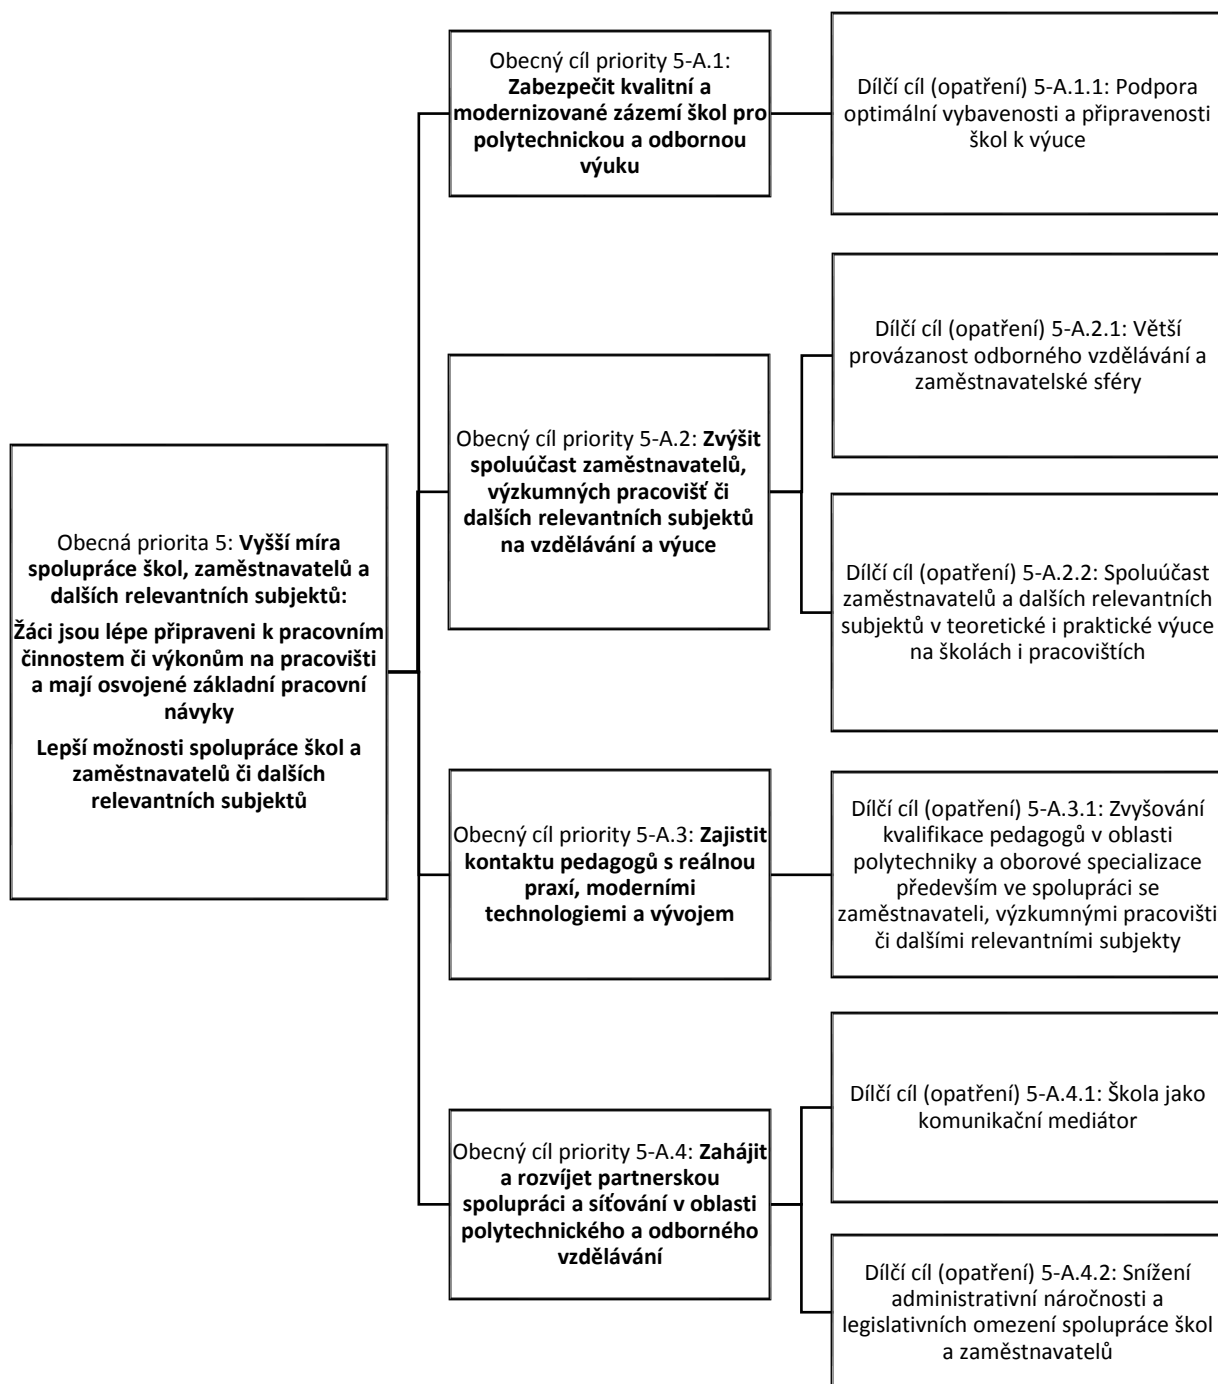 Obecná priorita 5: Vyšší míra
spolupráce škol, zaměstnavatelů a
dalších relevantních subjektů:
Žáci jsou lépe připraveni k pracovním
činnostem či výkonům na pracovišti
a mají osvojené základní pracovní
návyky
Lepší možnosti spolupráce škol a
zaměstnavatelů či dalších
relevantních subjektů
Obecný cíl priority 5-A.1:
Zabezpečit kvalitní a
modernizované zázemí škol pro
polytechnickou a odbornou
výuku
Dílčí cíl (opatření) 5-A.1.1: Podpora
optimální vybavenosti a připravenosti
škol k výuce
Obecný cíl priority 5-A.2: Zvýšit
spoluúčast zaměstnavatelů,
výzkumných pracovišť či
dalších relevantních subjektů
na vzdělávání a výuce
Dílčí cíl (opatření) 5-A.2.1: Větší
provázanost odborného vzdělávání a
zaměstnavatelské sféry
Dílčí cíl (opatření) 5-A.2.2: Spoluúčast
zaměstnavatelů a dalších relevantních
subjektů v teoretické i praktické výuce
na školách i pracovištích
Obecný cíl priority 5-A.3: Zajistit
kontaktu pedagogů s reálnou
praxí, moderními
technologiemi a vývojem
Dílčí cíl (opatření) 5-A.3.1: Zvyšování
kvalifikace pedagogů v oblasti
polytechniky a oborové specializace
především ve spolupráci se
zaměstnavateli, výzkumnými pracovišti
či dalšími relevantními subjekty
Obecný cíl priority 5-A.4: Zahájit
a rozvíjet partnerskou
spolupráci a síťování v oblasti
polytechnického a odborného
vzdělávání
Dílčí cíl (opatření) 5-A.4.1: Škola jako
komunikační mediátor
Dílčí cíl (opatření) 5-A.4.2: Snížení
administrativní náročnosti a
legislativních omezení spolupráce škol
a zaměstnavatelů